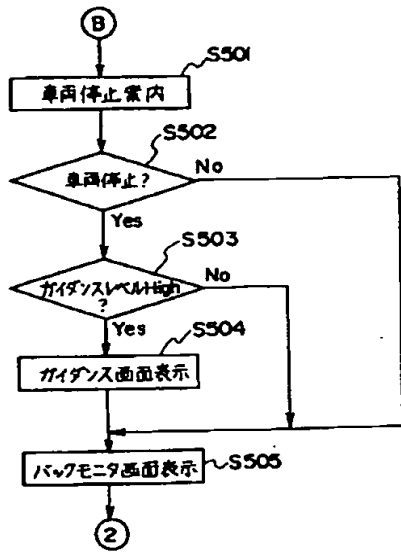 B
S501
車両停止案内
S502
車両停止?
No
Yes
S503
ガイダンスレベルHigh
?
No
Yes
S504
ガイダンス画面表示
バックモニタ画面表示
S505
2